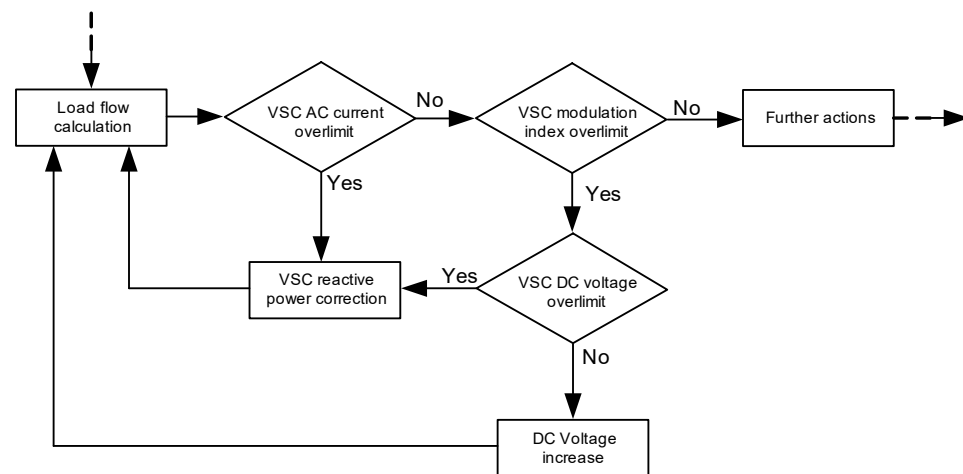 Load flow
calculation
VSC AC current
overlimit
No
VSC modulation
index overlimit
No
Further actions
Yes
Yes
VSC reactive
power correction
Yes
VSC DC voltage
overlimit
No
DC Voltage
increase